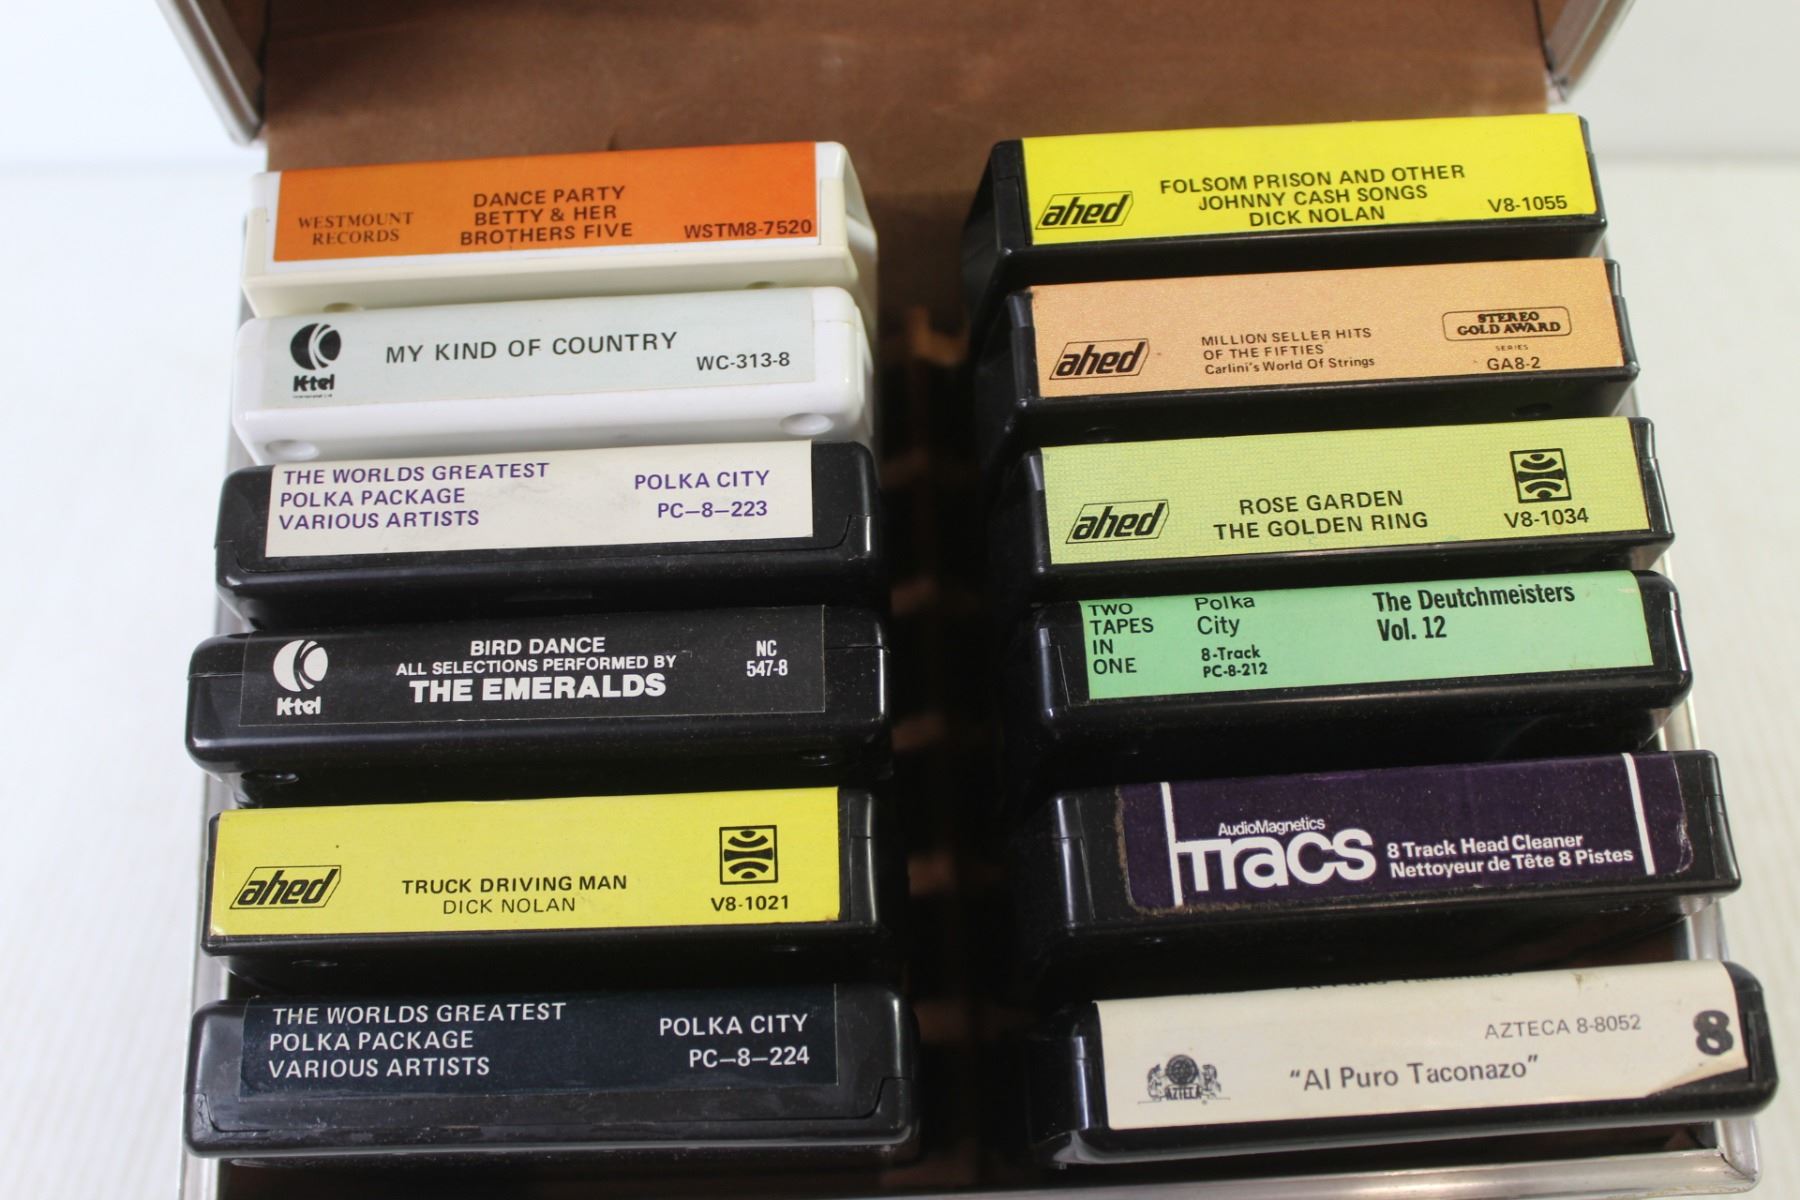 WESTMOUNT
RECORDS
DANCE PARTY
BETTY & HER
BROTHERS FIVE
WSTM8-7520
K-tel
MY KIND OF COUNTRY
WC-313-8
THE WORLDS GREATEST
POLKA PACKAGE
VARIOUS ARTISTS
POLKA CITY
PC-8-223
K-tel
BIRD DANCE
ALL SELECTIONS PERFORMED BY
THE EMERALDS
NC
547-8
ahed
TRUCK DRIVING MAN
DICK NOLAN
V8-1021
THE WORLDS GREATEST
POLKA PACKAGE
VARIOUS ARTISTS
POLKA CITY
PC-8-224
ahed
FOLSOM PRISON AND OTHER
JOHNNY CASH SONGS
DICK NOLAN
V8-1055
ahed
MILLION SELLER HITS
OF THE FIFTIES
Carlini's World Of Strings
STEREO
GOLD AWARD
SERIES
GA8-2
ahed
ROSE GARDEN
THE GOLDEN RING
V8-1034
TWO
TAPES
IN
ONE
Polka
City
8-Track
PC-8-212
The Deutchmeisters
Vol. 12
AudioMagnetics
TRACS
8 Track Head Cleaner
Nettoyeur de Tête 8 Pistes
AZTECA 8-8052
8
"Al Puro Taconazo"
AZTECA